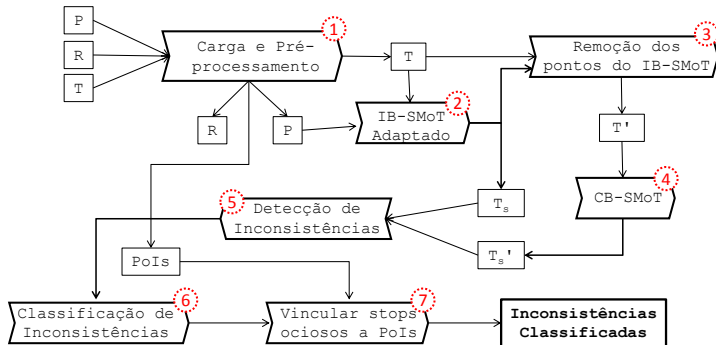 P
R
T
1
Carga e Pré-
processamento
T
3
Remoção dos
pontos do IB-SMoT
R
P
2
IB-SMoT
Adaptado
T'
4
CB-SMoT
5
Detecção de
Inconsistências
Ts
Ts'
PoIs
6
Classificação de
Inconsistências
7
Vincular stops
ociosos a PoIs
Inconsistências
Classificadas